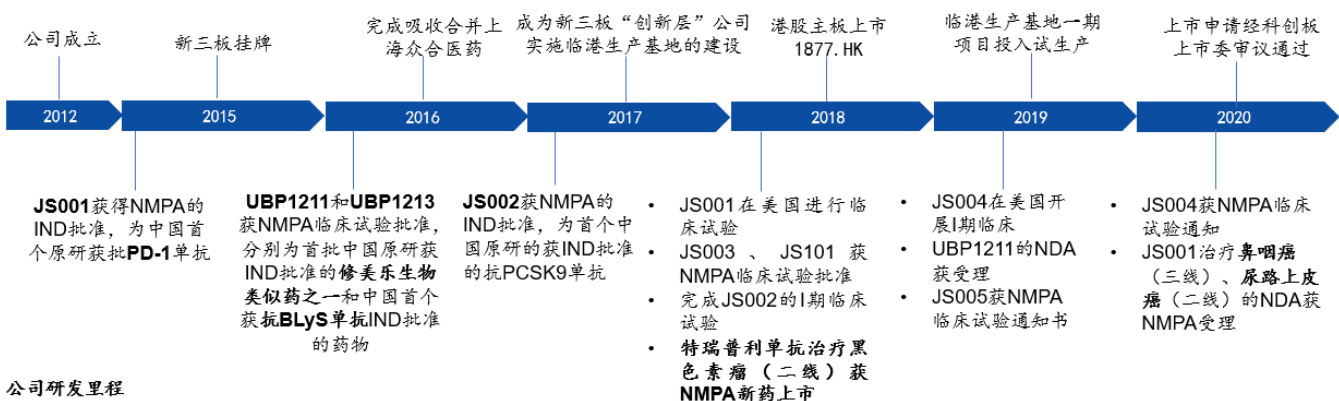 公司成立
新三板挂牌
完成吸收合并上
海众合医药
成为新三板“创新层”公司
实施临港生产基地的建设
港股主板上市
1877.HK
临港生产基地一期
项目投入试生产
上市申请经科创板
上市委审议通过
2012
2015
2016
2017
2018
2019
2020
JS001获得NMPA的
IND批准，为中国首
个原研获批PD-1单抗
UBP1211和UBP1213
获NMPA临床试验批准，
分别为首批中国原研获
IND批准的修美乐生物
类似药之一和中国首个
获抗BLyS单抗IND批准
的药物
JS002获NMPA的
IND批准，为首个中
国原研的获IND批准
的抗PCSK9单抗
• JS001在美国进行临
床试验
• JS003、JS101获
NMPA临床试验批准
• 完成JS002的I期临床
试验
• 特瑞普利单抗治疗黑
色素瘤（二线）获
NMPA新药上市
• JS004在美国开
展I期临床
• UBP1211的NDA
获受理
• JS005获NMPA
临床试验通知书
• JS004获NMPA临床
试验通知
• JS001治疗鼻咽癌
（三线）、尿路上皮
癌（二线）的NDA获
NMPA受理
公司研发里程